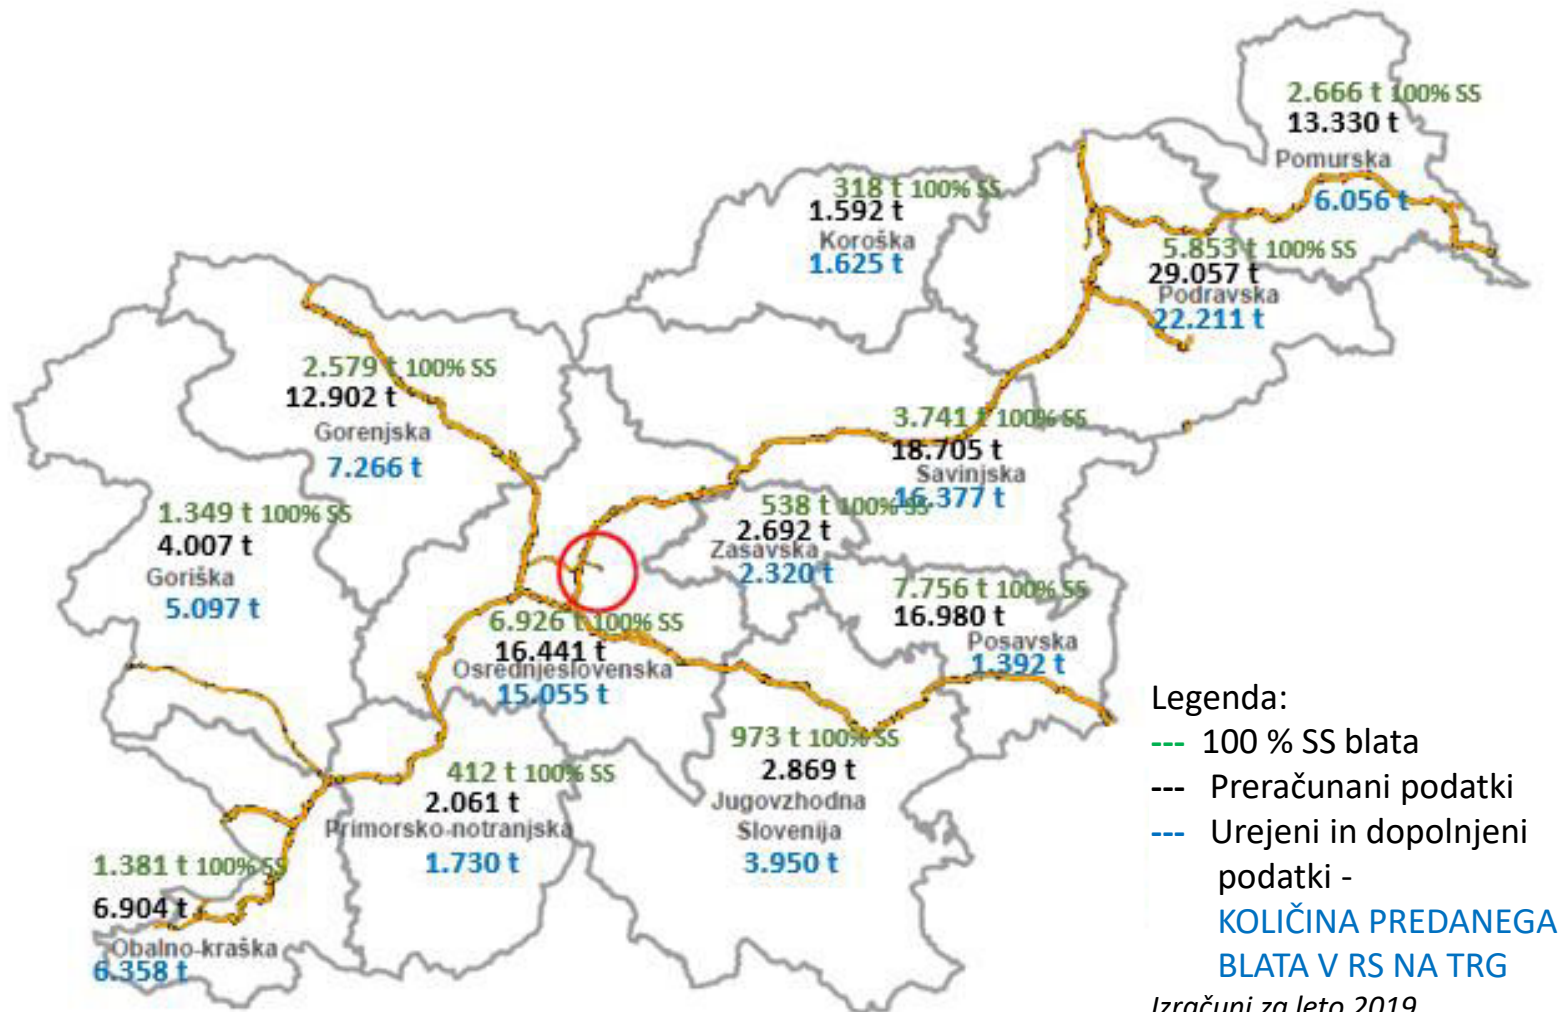 2.666 t 100% SS
13.330 t
Pomurska
6.056 t
318 t 100% SS
1.592 t
Koroška
1.625 t
5.853 t 100% SS
29.057 t
Podravska
22.211 t
2.579 t 100% SS
12.902 t
Gorenjska
7.266 t
3.741 t 100% SS
18.705 t
Savinjska
16.377 t
1.349 t 100% SS
4.007 t
Goriška
5.097 t
538 t 100% SS
2.692 t
Zasavska
2.320 t
7.756 t 100% SS
16.980 t
Posavska
1.392 t
6.926 t 100% SS
16.441 t
Osrednjeslovenska
15.055 t
973 t 100% SS
2.869 t
Jugovzhodna
Slovenija
3.950 t
412 t 100% SS
2.061 t
Primorsko-notranjska
1.730 t
1.381 t 100% SS
6.904 t
Obalno-kraška
6.358 t
Legenda:
--- 100 % SS blata
--- Preračunani podatki
--- Urejeni in dopolnjeni
podatki -
KOLIČINA PREDANEGA
BLATA V RS NA TRG
Izračuni za leto 2019